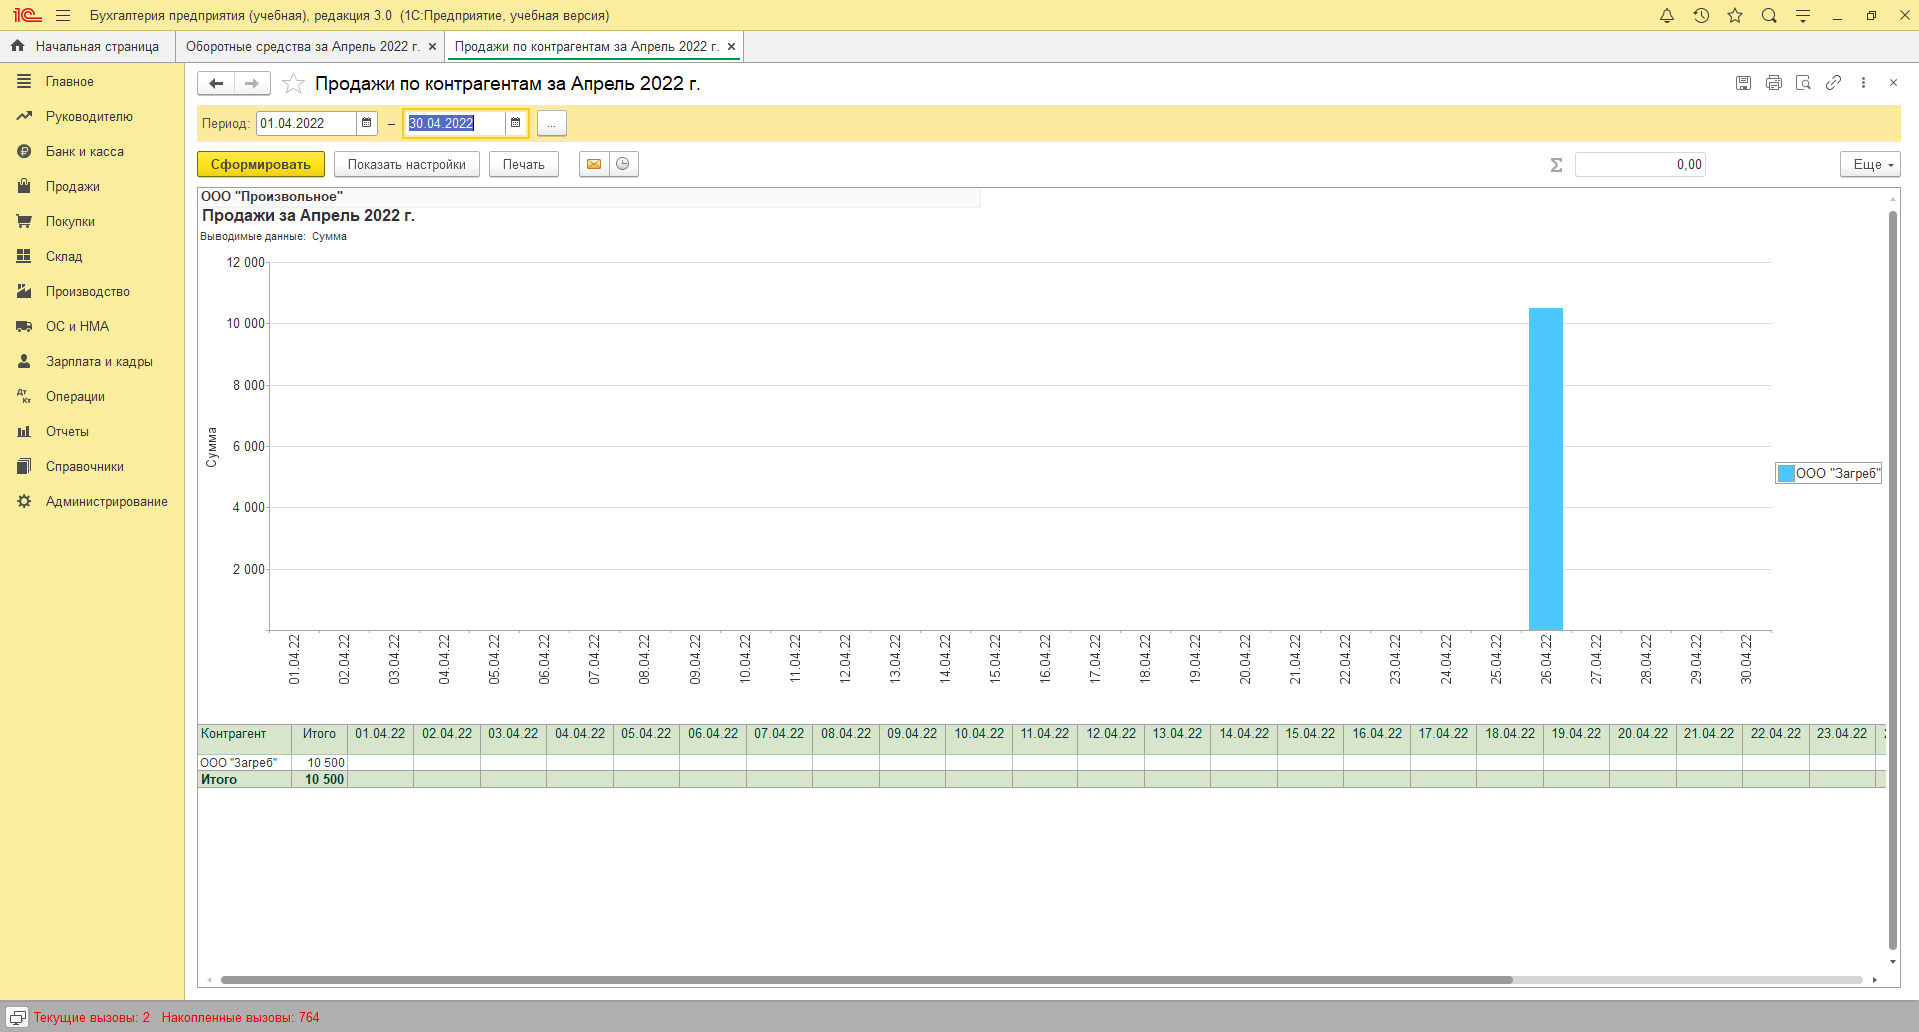 1С Бухгалтерия предприятия (учебная), редакция 3.0 (1С:Предприятие, учебная версия)
Начальная страница
Оборотные средства за Апрель 2022 г. ×
Продажи по контрагентам за Апрель 2022 г. ×
Главное
Руководителю
Банк и касса
Продажи
Покупки
Склад
Производство
ОС и НМА
Зарплата и кадры
Дт Кт Операции
Отчеты
Справочники
Администрирование
Продажи по контрагентам за Апрель 2022 г.
Период: 01.04.2022 – 30.04.2022 ...
Сформировать Показать настройки Печать Σ 0,00 Еще
ООО "Произвольное"
Продажи за Апрель 2022 г.
Выводимые данные: Сумма
12 000
10 000
8 000
6 000
4 000
2 000
Сумма
ООО "Загреб"
01.04.22 02.04.22 03.04.22 04.04.22 05.04.22 06.04.22 07.04.22 08.04.22 09.04.22 10.04.22 11.04.22 12.04.22 13.04.22 14.04.22 15.04.22 16.04.22 17.04.22 18.04.22 19.04.22 20.04.22 21.04.22 22.04.22 23.04.22 24.04.22 25.04.22 26.04.22 27.04.22 28.04.22 29.04.22 30.04.22
Контрагент Итого 01.04.22 02.04.22 03.04.22 04.04.22 05.04.22 06.04.22 07.04.22 08.04.22 09.04.22 10.04.22 11.04.22 12.04.22 13.04.22 14.04.22 15.04.22 16.04.22 17.04.22 18.04.22 19.04.22 20.04.22 21.04.22 22.04.22 23.04.22
ООО "Загреб" 10 500
Итого 10 500
Текущие вызовы: 2 Накопленные вызовы: 764